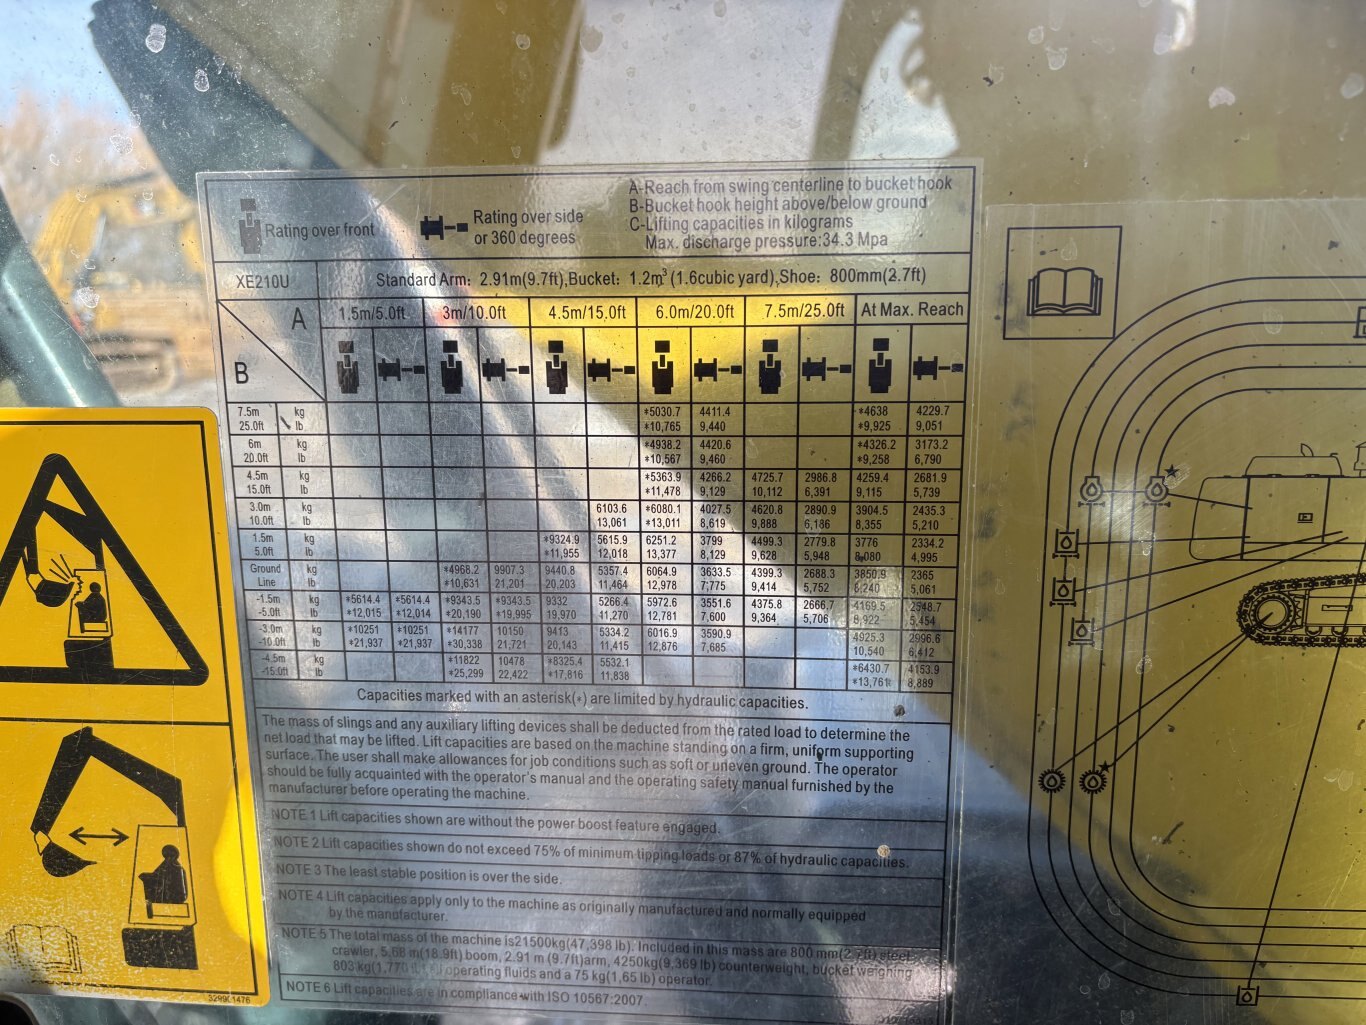 Rating over front
Rating over side
or 360 degrees
A-Reach from swing centerline to bucket hook
B-Bucket hook height above/below ground
C-Lifting capacities in kilograms
Max. discharge pressure:34.3 Mpa
XE210U Standard Arm: 2.91m(9.7ft),Bucket: 1.2m³(1.6cubic yard),Shoe: 800mm(2.7ft)
A 1.5m/5.0ft 3m/10.0ft 4.5m/15.0ft 6.0m/20.0ft 7.5m/25.0ft At Max. Reach
B
7.5m kg *5030.7 4411.4 *4638 4229.7
25.0ft lb *10,765 9,440 *9,925 9,051
6m kg *4938.2 4420.6 *4326.2 3173.2
20.0ft lb *10,567 9,460 *9,258 6,790
4.5m kg *5363.9 4266.2 4725.7 2986.8 4259.4 2681.9
15.0ft lb *11,478 9,129 10,112 6,391 9,115 5,739
3.0m kg 6103.6 *6080.1 4027.5 4620.8 2890.9 3904.5 2435.3
10.0ft lb 13,061 *13,011 8,619 9,888 6,186 8,355 5,210
1.5m kg *9324.9 5615.9 6251.2 3799 4499.3 2779.8 3776 2334.2
5.0ft lb *11,955 12,018 13,377 8,129 9,628 5,948 8,080 4,995
Ground kg *4968.2 9907.3 9440.8 5357.4 6064.9 3633.5 4399.3 2688.3 3850.9 2365
Line lb *10,631 21,201 20,203 11,464 12,978 7,775 9,414 5,752 8,240 5,061
-1.5m kg *5614.4 *5614.4 *9343.5 *9343.5 9332 5266.4 5972.6 3551.6 4375.8 2666.7 4169.5 2548.7
-5.0ft lb *12,015 *12,014 *20,190 *19,995 19,970 11,270 12,781 7,600 9,364 5,706 8,922 5,454
-3.0m kg *10251 *10251 *14177 10150 9413 5334.2 6016.9 3590.9 4925.3 2996.6
-10.0ft lb *21,937 *21,937 *30,338 21,721 20,143 11,415 12,876 7,685 10,540 6,412
-4.5m kg *11822 10478 *8325.4 5532.1 *6430.7 4153.9
-15.0ft lb *25,299 22,422 *17,816 11,838 *13,761 8,889
Capacities marked with an asterisk(*) are limited by hydraulic capacities.
The mass of slings and any auxiliary lifting devices shall be deducted from the rated load to determine the
net load that may be lifted. Lift capacities are based on the machine standing on a firm, uniform supporting
surface. The user shall make allowances for job conditions such as soft or uneven ground. The operator
should be fully acquainted with the operator's manual and the operating safety manual furnished by the
manufacturer before operating the machine.
NOTE 1 Lift capacities shown are without the power boost feature engaged.
NOTE 2 Lift capacities shown do not exceed 75% of minimum tipping loads or 87% of hydraulic capacities.
NOTE 3 The least stable position is over the side.
NOTE 4 Lift capacities apply only to the machine as originally manufactured and normally equipped
by the manufacturer.
NOTE 5 The total mass of the machine is21500kg(47,398 lb). Included in this mass are 800 mm(2.7ft) steel
crawler, 5.68 m(18.9ft) boom, 2.91 m (9.7ft)arm, 4250kg(9,369 lb) counterweight, bucket weighing
803 kg(1,770 operating fluids and a 75 kg(1,65 lb) operator.
NOTE 6 Lift capacities are in compliance with ISO 10567:2007.
329901476